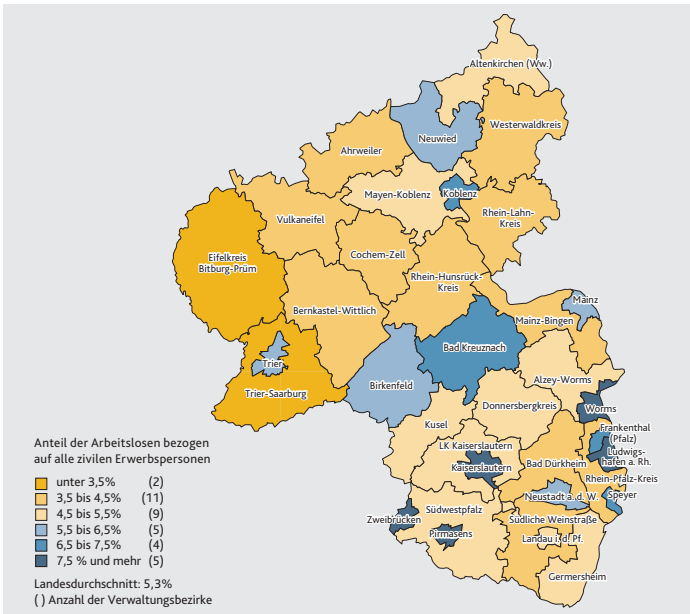 Altenkirchen (Ww.)
Westerwaldkreis
Neuwied
Ahrweiler
Mayen-Koblenz
Koblenz
Rhein-Lahn-
Kreis
Vulkaneifel
Cochem-Zell
Eifelkreis
Bitburg-Prüm
Rhein-Hunsrück-
Kreis
Bernkastel-Wittlich
Mainz
Mainz-Bingen
Bad Kreuznach
Trier
Trier-Saarburg
Birkenfeld
Alzey-Worms
Donnersbergkreis
Worms
Kusel
Frankenthal
(Pfalz)
LK Kaiserslautern
Ludwigs-
hafen a. Rh.
Kaiserslautern
Bad Dürkheim
Rhein-Pfalz-Kreis
Neustadt a. d. W.
Speyer
Südwestpfalz
Zweibrücken
Südliche Weinstraße
Pirmasens
Landau i. d. Pf.
Germersheim
Anteil der Arbeitslosen bezogen
auf alle zivilen Erwerbspersonen
unter 3,5% (2)
3,5 bis 4,5% (11)
4,5 bis 5,5% (9)
5,5 bis 6,5% (5)
6,5 bis 7,5% (4)
7,5 % und mehr (5)
Landesdurchschnitt: 5,3%
( ) Anzahl der Verwaltungsbezirke